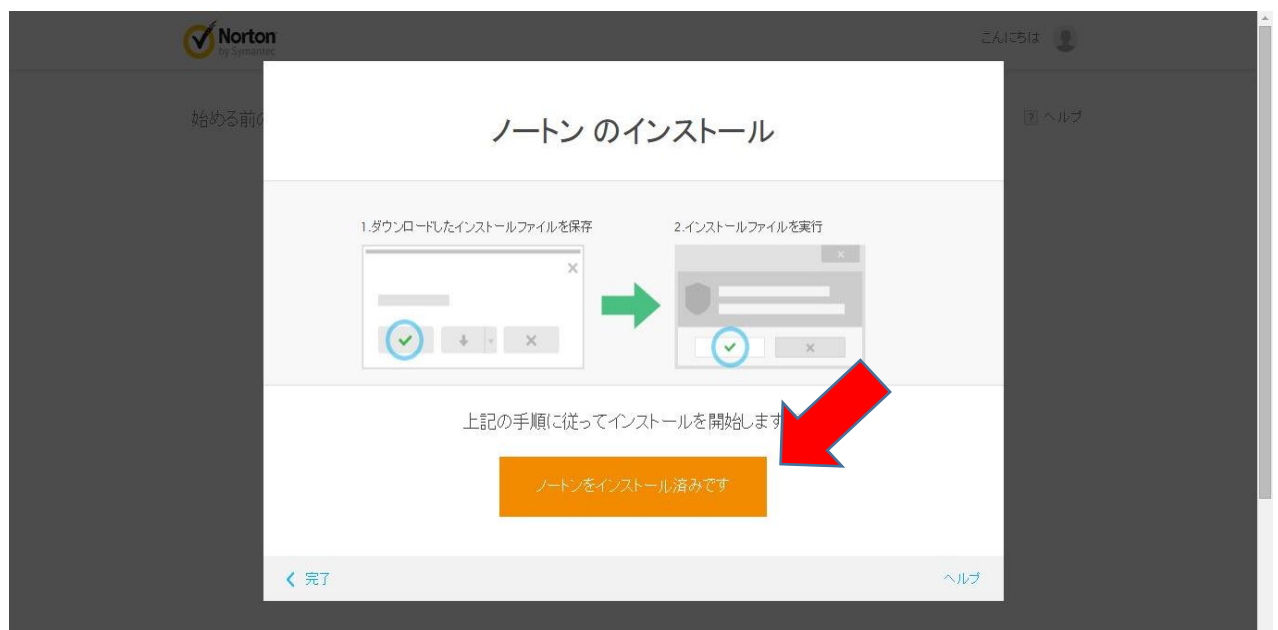 Norton
by Symantec
こんにちは
始める前の
? ヘルプ
ノートン のインストール
1.ダウンロードしたインストールファイルを保存
2.インストールファイルを実行
上記の手順に従ってインストールを開始します
ノートンをインストール済みです
完了
ヘルプ